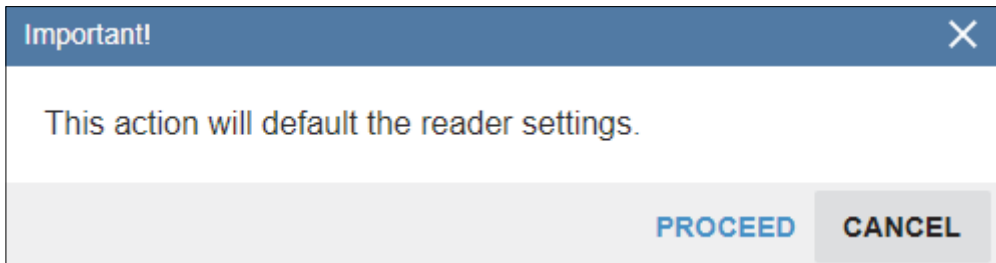 Important!
This action will default the reader settings.
PROCEED CANCEL